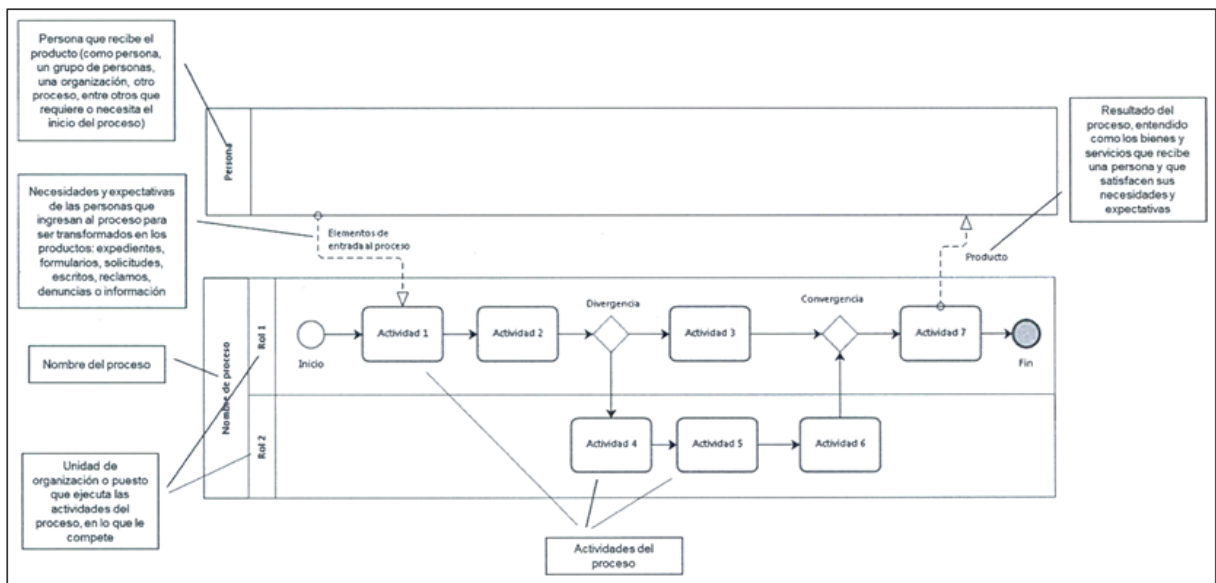 Persona que recibe el
producto (como persona,
un grupo de personas,
una organización, otro
proceso, entre otros que
requiere o necesita el
inicio del proceso)
Persona
Resultado del
proceso, entendido
como los bienes y
servicios que recibe
una persona y que
satisfacen sus
necesidades y
expectativas
Necesidades y expectativas
de las personas que
ingresan al proceso para
ser transformados en los
productos: expedientes,
formularios, solicitudes,
escritos, reclamos,
denuncias o información
Elementos de
entrada al proceso
Producto
Nombre del proceso
Nombre de proceso
Rol 1
Inicio
Actividad 1
Actividad 2
Divergencia
Actividad 3
Convergencia
Actividad 7
Fin
Rol 2
Actividad 4
Actividad 5
Actividad 6
Unidad de
organización o puesto
que ejecuta las
actividades del
proceso, en lo que le
compete
Actividades del
proceso